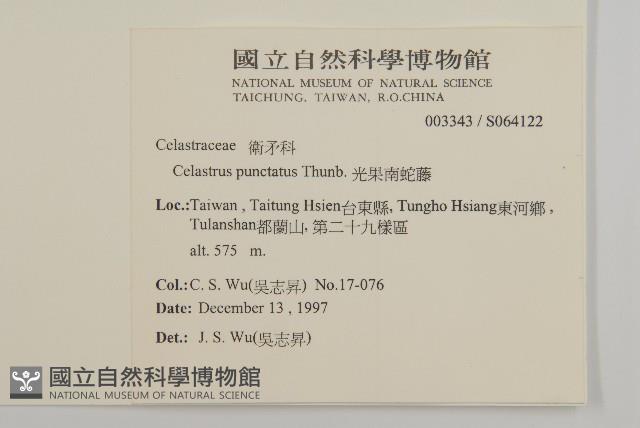 國立自然科學博物館
NATIONAL MUSEUM OF NATURAL SCIENCE
TAICHUNG, TAIWAN, R.O.CHINA
003343 / S064122
Celastraceae 衛矛科
Celastrus punctatus Thunb. 光果南蛇藤
Loc.:Taiwan , Taitung Hsien台東縣, Tungho Hsiang東河鄉 ,
Tulanshan都蘭山, 第二十九樣區
alt. 575 m.
Col.: C. S. Wu(吳志昇) No.17-076
Date: December 13 , 1997
Det.: J. S. Wu(吳志昇)
國立自然科學博物館
NATIONAL MUSEUM OF NATURAL SCIENCE